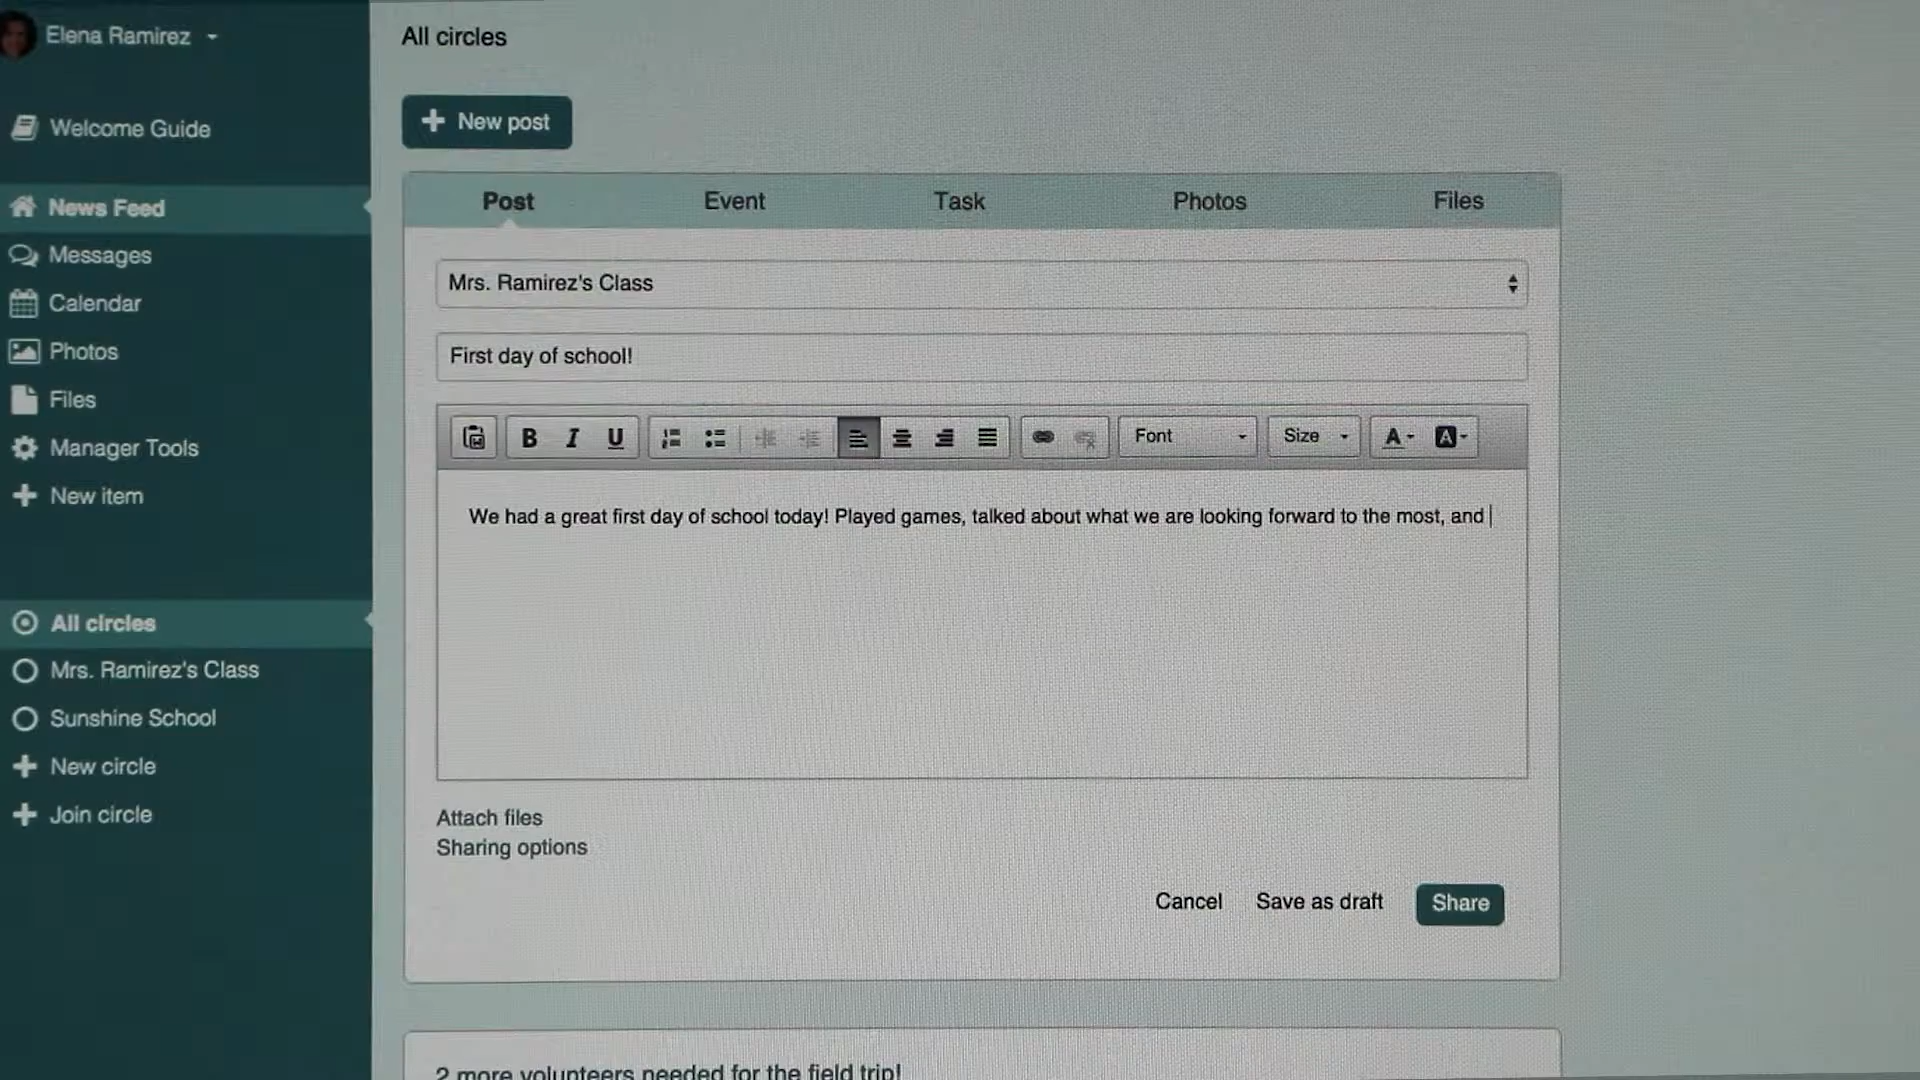 Elena Ramirez
Welcome Guide
News Feed
Messages
Calendar
Photos
Files
Manager Tools
New item
All circles
Mrs. Ramirez's Class
Sunshine School
New circle
Join circle
All circles
New post
Post Event Task Photos Files
Mrs. Ramirez's Class
First day of school!
B I U Font Size A A
We had a great first day of school today! Played games, talked about what we are looking forward to the most, and
Attach files
Sharing options
Cancel Save as draft Share
2 more volunteers needed for the field trip!